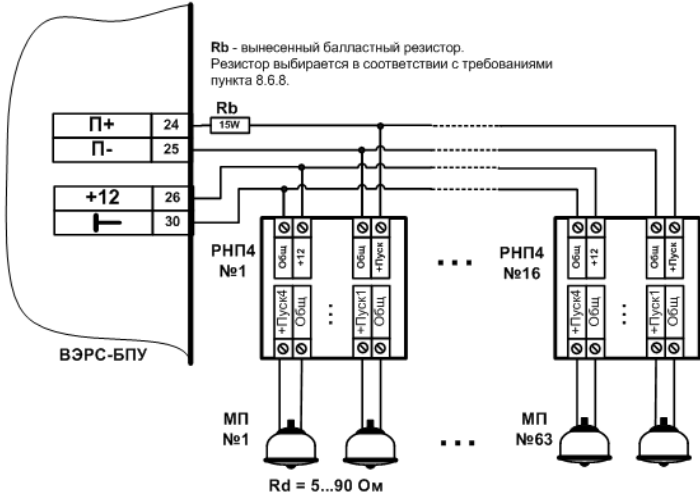 Rb - вынесенный балластный резистор.
Резистор выбирается в соответствии с требованиями
пункта 8.6.8.
Rb
15W
П+ 24
П- 25
+12 26
30
ВЭРС-БПУ
РНП4
№1
Общ +12 Общ +Пуск
+Пуск4 Общ ... +Пуск1 Общ
...
РНП4
№16
Общ +12 Общ +Пуск
+Пуск4 Общ ... +Пуск1 Общ
МП
№1
...
МП
№63
Rd = 5...90 Ом